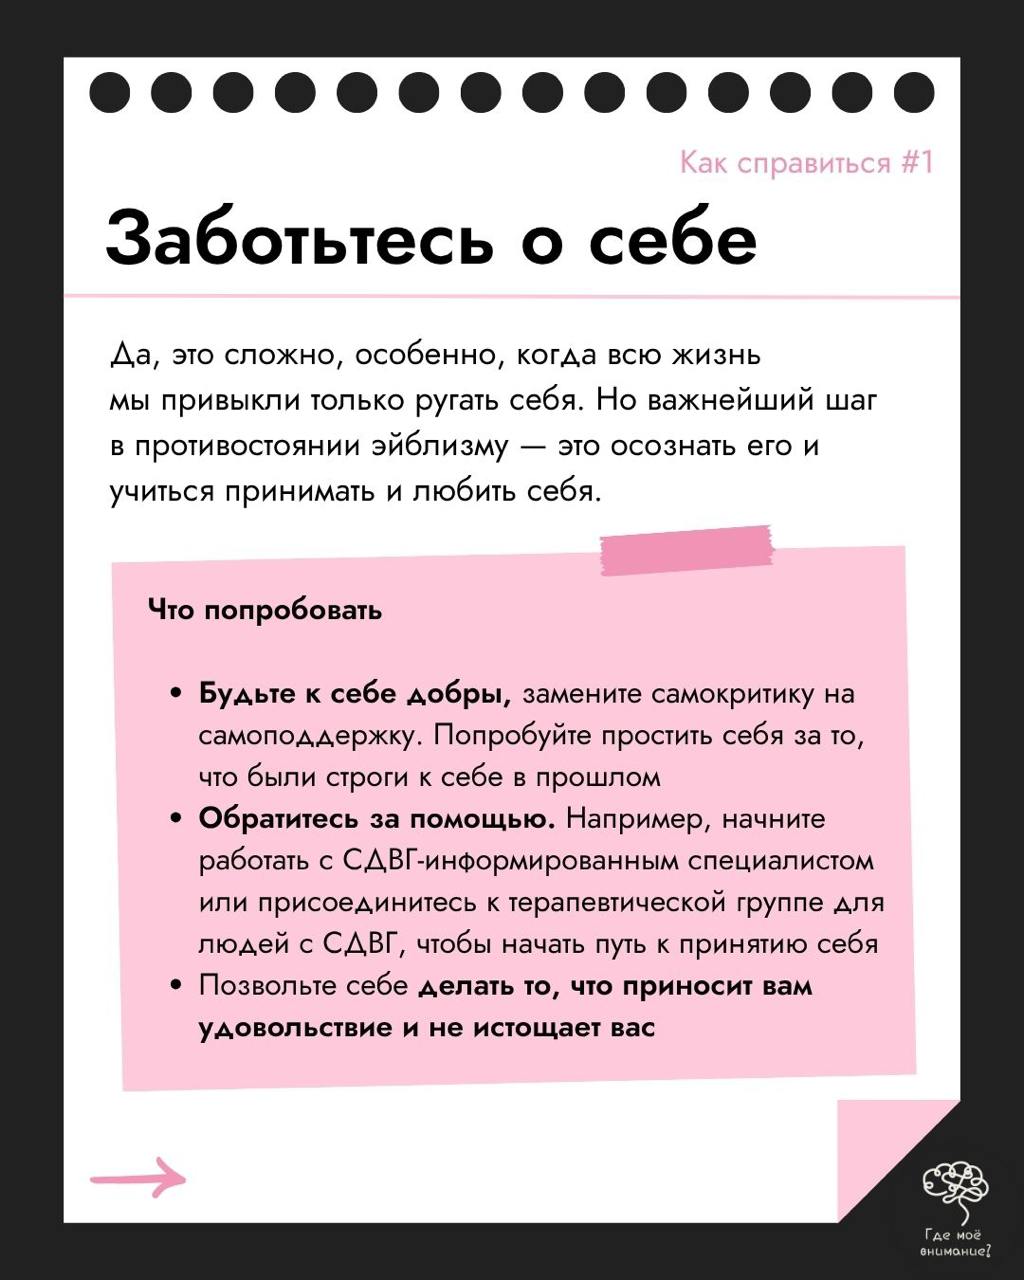 Как справиться #1
Заботьтесь о себе
Да, это сложно, особенно, когда всю жизнь
мы привыкли только ругать себя. Но важнейший шаг
в противостоянии эйблизму — это осознать его и
учиться принимать и любить себя.
Что попробовать
• Будьте к себе добры, замените самокритику на
самоподдержку. Попробуйте простить себя за то,
что были строги к себе в прошлом
• Обратитесь за помощью. Например, начните
работать с СДВГ-информированным специалистом
или присоединитесь к терапевтической группе для
людей с СДВГ, чтобы начать путь к принятию себя
• Позвольте себе делать то, что приносит вам
удовольствие и не истощает вас
Где моё
внимание?